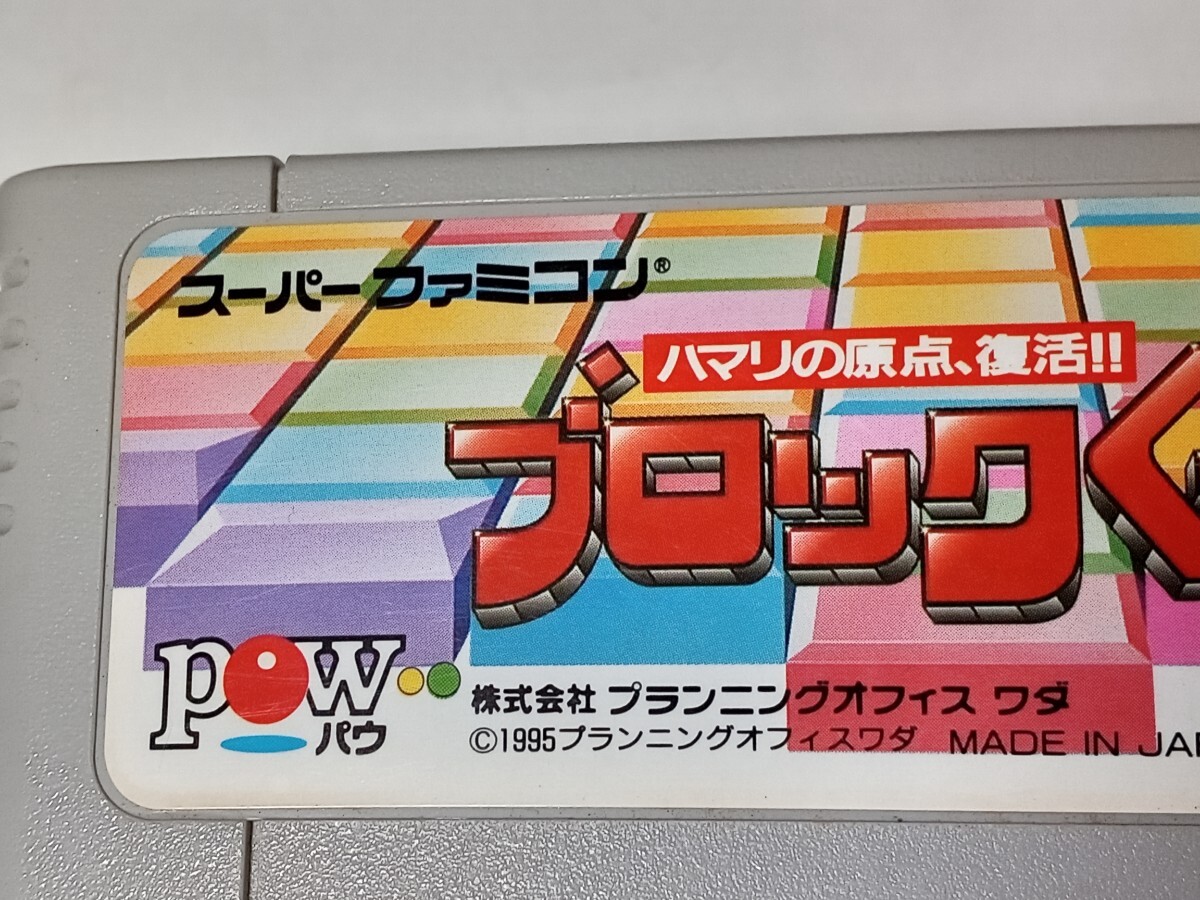 スーパーファミコン®
ハマリの原点、復活!!
ブロックく
pow
パウ
株式会社 プランニングオフィス ワダ
©1995プランニングオフィスワダ MADE IN JAP